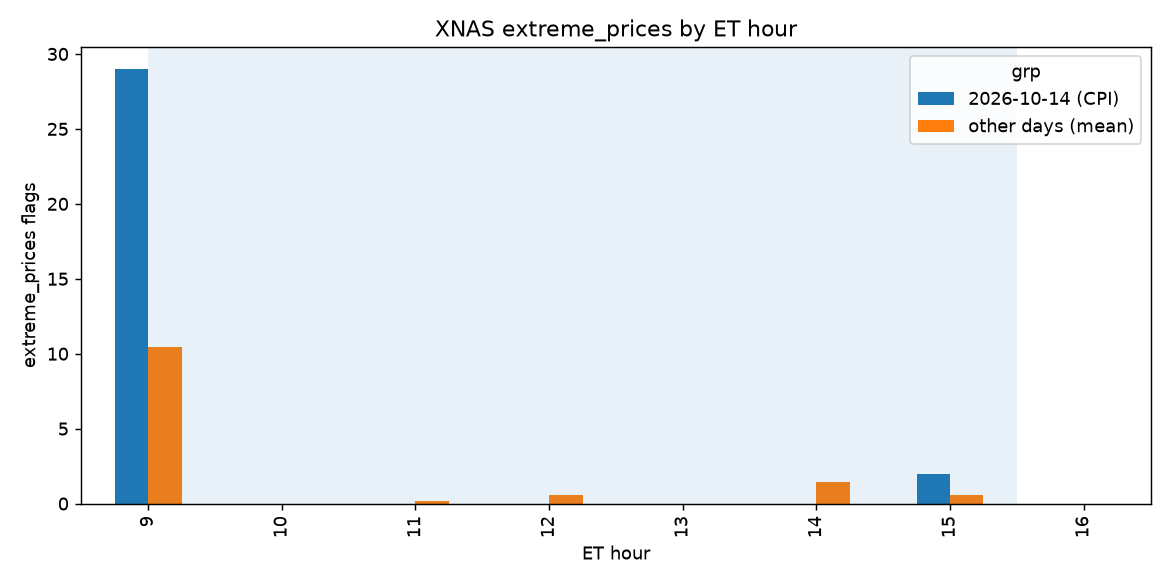 XNAS extreme_prices by ET hour
grp
2026-10-14 (CPI)
other days (mean)
extreme_prices flags
30
25
20
15
10
5
0
9
10
11
12
13
14
15
16
ET hour